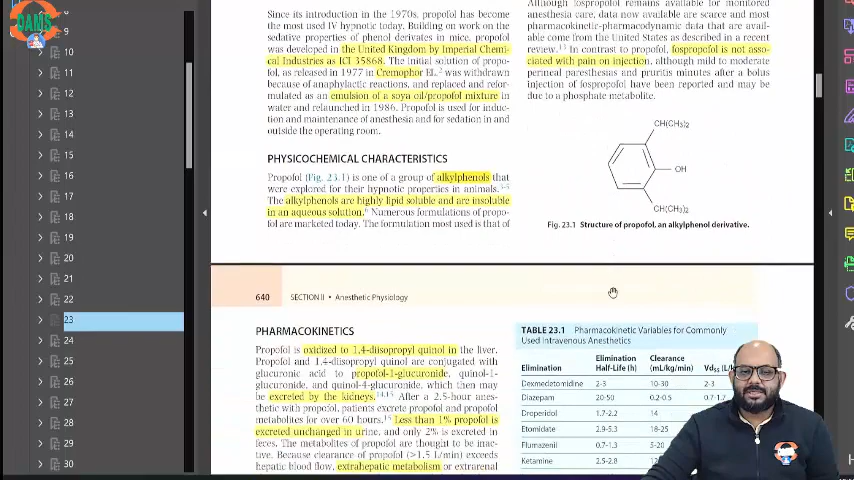 DAMS
9
10
11
12
13
14
15
16
17
18
19
20
21
22
23
24
25
26
27
28
29
30
Since its introduction in the 1970s, propofol has become
the most used IV hypnotic today. Building on work on the
sedative properties of phenol derivates in mice, propofol
was developed in the United Kingdom by Imperial Chemi-
cal Industries as ICI 35868. The initial solution of propo-
fol, as released in 1977 in Cremophor EL,2 was withdrawn
because of anaphylactic reactions, and replaced and refor-
mulated as an emulsion of a soya oil/propofol mixture in
water and relaunched in 1986. Propofol is used for induc-
tion and maintenance of anesthesia and for sedation in and
outside the operating room.
PHYSICOCHEMICAL CHARACTERISTICS
Propofol (Fig. 23.1) is one of a group of alkylphenols that
were explored for their hypnotic properties in animals.3-5
The alkylphenols are highly lipid soluble and are insoluble
in an aqueous solution.6 Numerous formulations of propo-
fol are marketed today. The formulation most used is that of
Although fospropofol remains available for monitored
anesthesia care, data now available are scarce and most
pharmacokinetic-pharmacodynamic data that are avail-
able come from the United States as described in a recent
review.11 In contrast to propofol, fospropofol is not asso-
ciated with pain on injection, although mild to moderate
perineal paresthesias and pruritis minutes after a bolus
injection of fospropofol have been reported and may be
due to a phosphate metabolite.
CH(CH3)2
OH
CH(CH3)2
Fig. 23.1 Structure of propofol, an alkylphenol derivative.
640 SECTION II • Anesthetic Physiology
PHARMACOKINETICS
Propofol is oxidized to 1,4-diisopropyl quinol in the liver.
Propofol and 1,4-diisopropyl quinol are conjugated with
glucuronic acid to propofol-1-glucuronide, quinol-1-
glucuronide, and quinol-4-glucuronide, which then may
be excreted by the kidneys.14,15 After a 2.5-hour anes-
thetic with propofol, patients excrete propofol and propofol
metabolites for over 60 hours.15 Less than 1% propofol is
excreted unchanged in urine, and only 2% is excreted in
feces. The metabolites of propofol are thought to be inac-
tive. Because clearance of propofol (>1.5 L/min) exceeds
hepatic blood flow, extrahepatic metabolism or extrarenal
TABLE 23.1 Pharmacokinetic Variables for Commonly
Used Intravenous Anesthetics
Elimination Elimination Half-Life (h) Clearance (mL/kg/min) VdSS (L/
Dexmedetomidine 2-3 10-30 2-3
Diazepam 20-50 0.2-0.5 0.7-1.7
Droperidol 1.7-2.2 14
Etomidate 2.9-5.3 18-25
Flumazenil 0.7-1.3 5-20
Ketamine 2.5-2.8